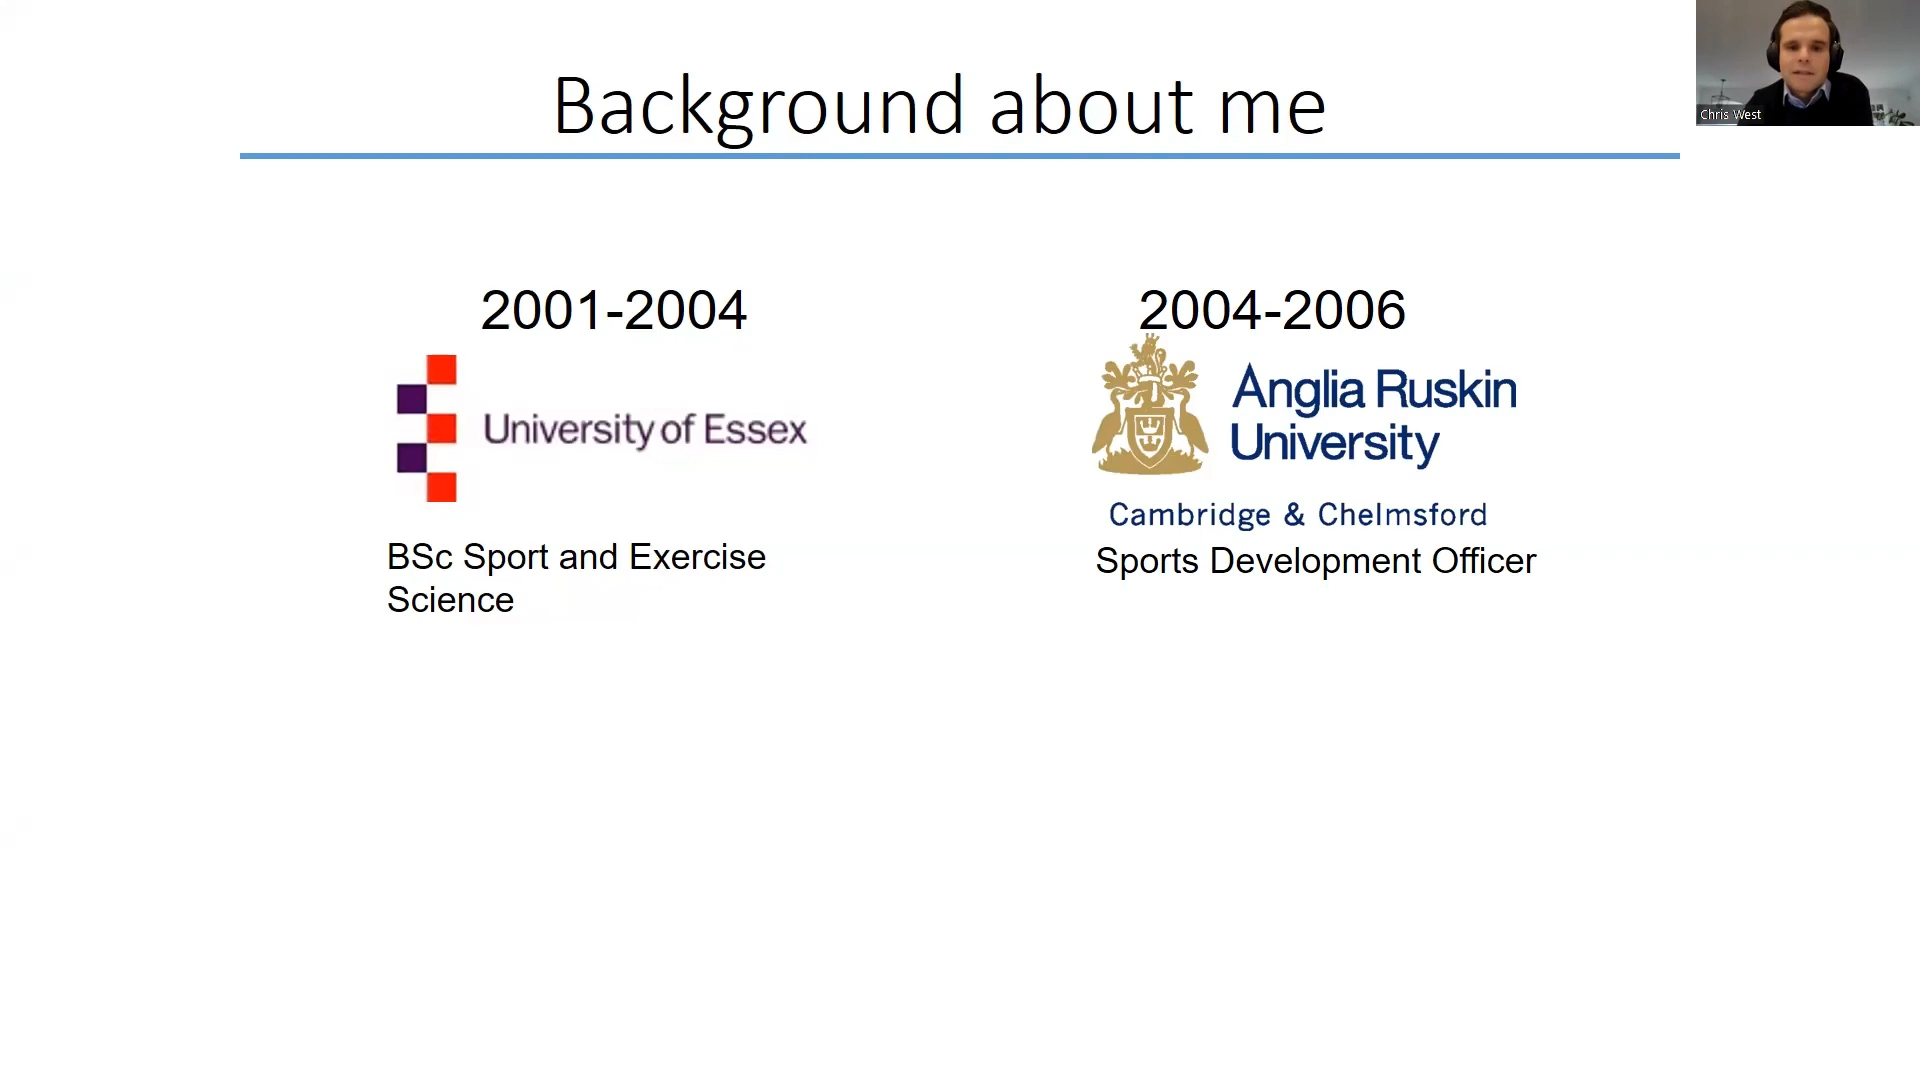 Background about me
Chris West
2001-2004
University of Essex
BSc Sport and Exercise
Science
2004-2006
Anglia Ruskin
University
Cambridge & Chelmsford
Sports Development Officer